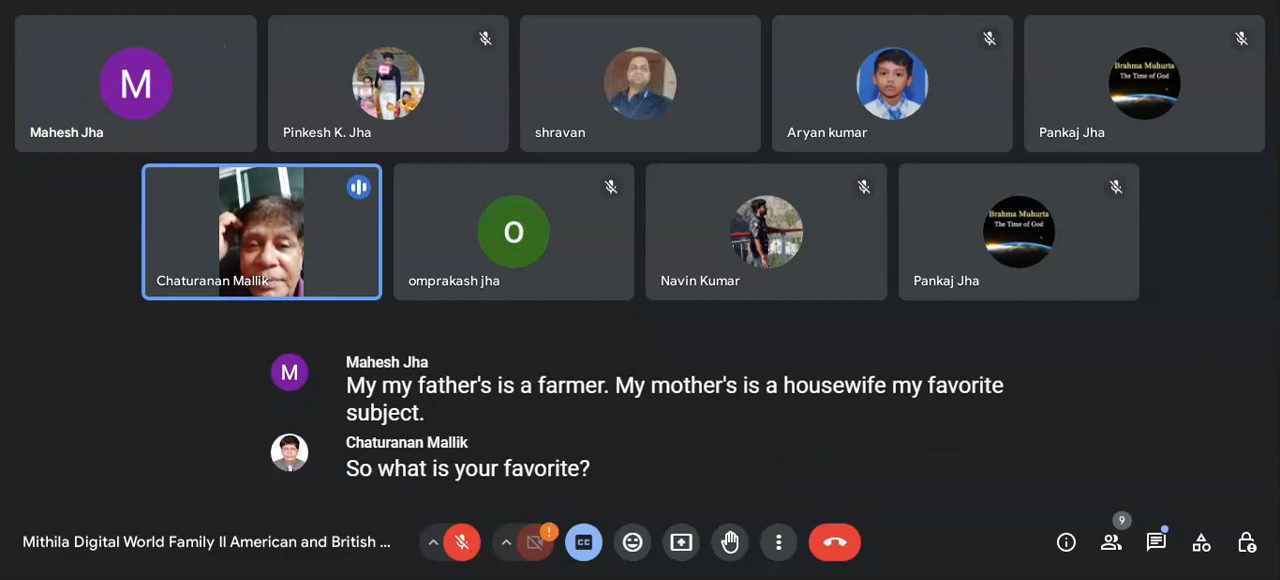 M
Mahesh Jha
Pinkesh K. Jha
shravan
Aryan kumar
Brahma Muhurta
The Time of God
Pankaj Jha
Chaturanan Mallik
O
omprakash jha
Navin Kumar
Brahma Muhurta
The Time of God
Pankaj Jha
M
Mahesh Jha
My my father's is a farmer. My mother's is a housewife my favorite
subject.
Chaturanan Mallik
So what is your favorite?
Mithila Digital World Family II American and British ...
!
CC
9